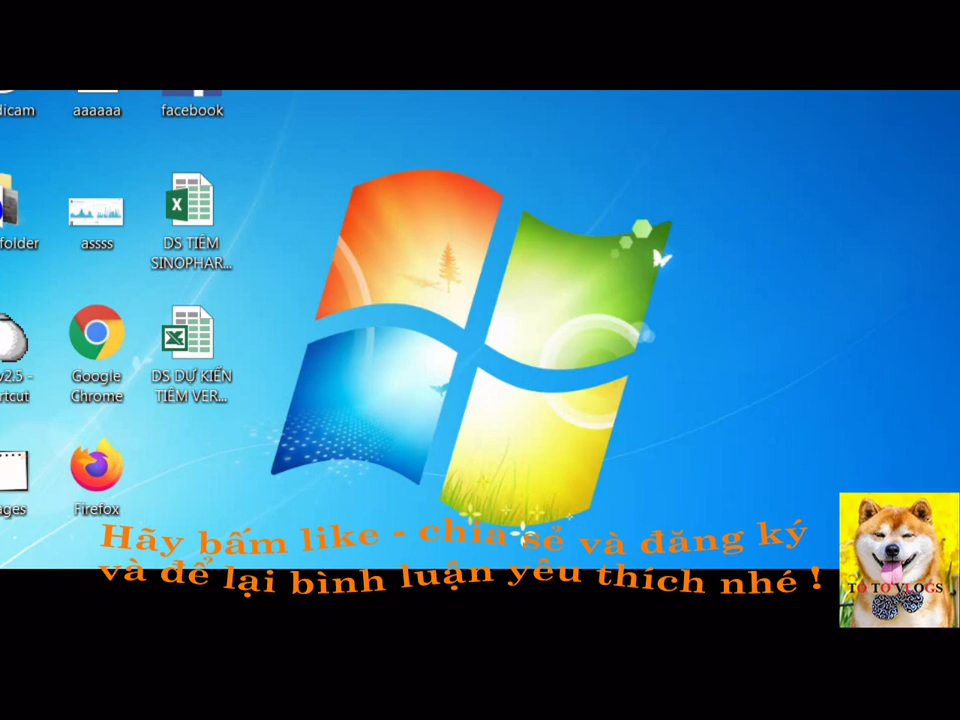 dicam
aaaaaa
facebook
folder
assss
DS TIÊM
SINOPHAR...
v2.5 -
rtcut
Google
Chrome
DS DỰ KIẾN
TIÊM VER...
ages
Firefox
Hãy bấm like - chia sẻ và đăng ký
và để lại bình luận yêu thích nhé !
TO TO VLOGS